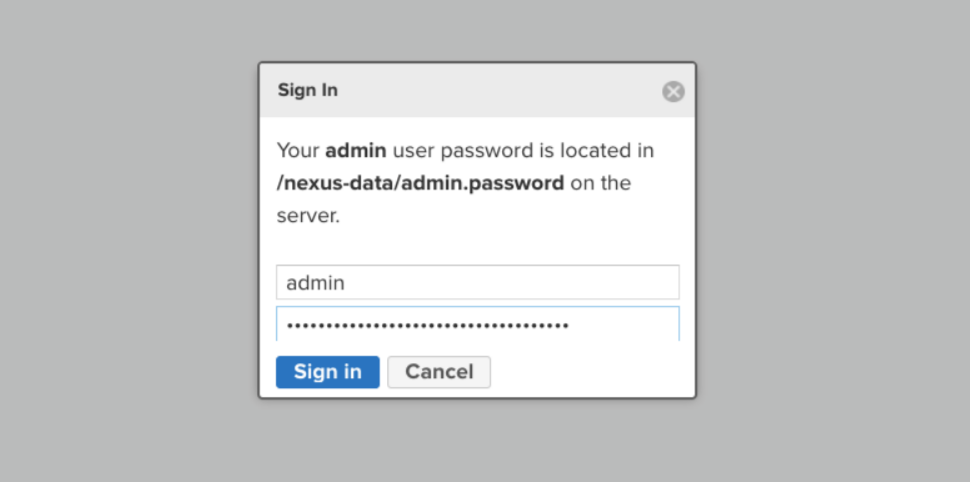 Sign In
Your admin user password is located in
/nexus-data/admin.password on the
server.
admin
••••••••••••••••••••••••••••••••••••
Sign in
Cancel